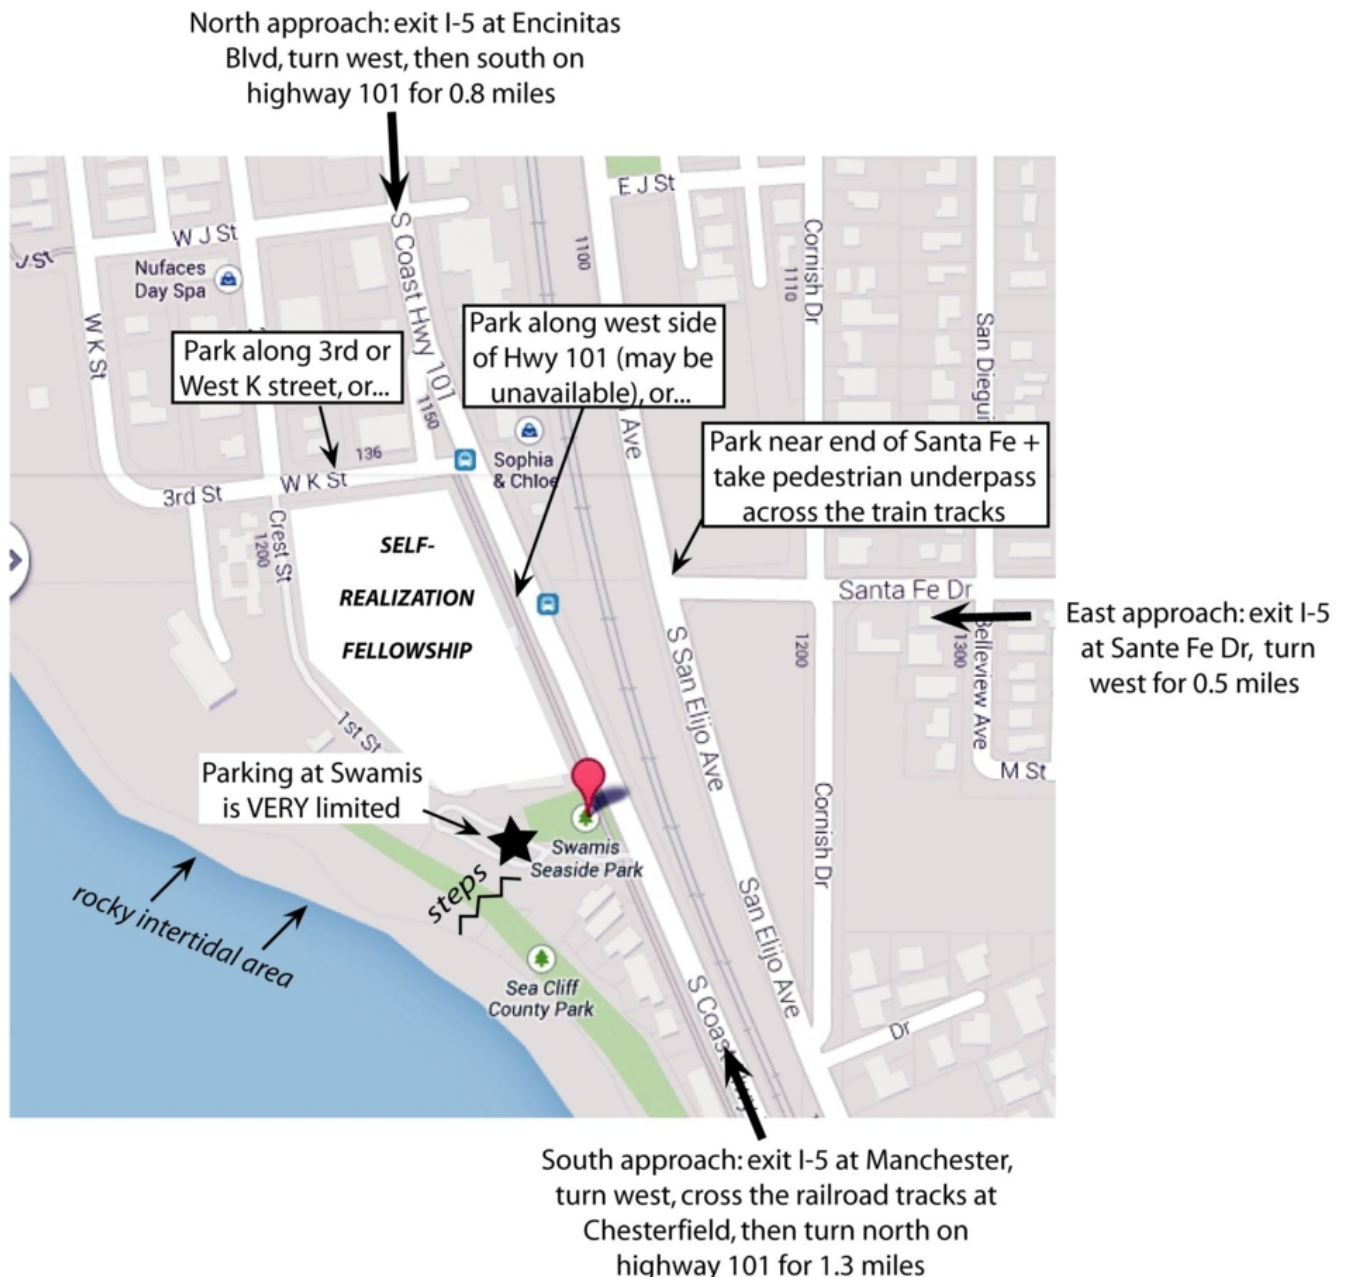 North approach: exit I-5 at Encinitas
Blvd, turn west, then south on
highway 101 for 0.8 miles
E J St
W J St
J St
Nufaces
Day Spa
S Coast Hwy 101
1100
Cornish Dr
1110
W K St
San Diegui
Park along 3rd or
West K street, or...
Park along west side
of Hwy 101 (may be
unavailable), or...
1150
Ave
136
Sophia
& Chloe
Park near end of Santa Fe +
take pedestrian underpass
across the train tracks
W K St
3rd St
Crest St
1200
SELF-
REALIZATION
FELLOWSHIP
Santa Fe Dr
East approach: exit I-5
at Sante Fe Dr, turn
west for 0.5 miles
S San Elijo Ave
1200
1300
Belleview Ave
1st St
M St
Parking at Swamis
is VERY limited
Swamis
Seaside Park
Cornish Dr
steps
rocky intertidal area
San Elijo Ave
Sea Cliff
County Park
S Coast Hwy
Dr
South approach: exit I-5 at Manchester,
turn west, cross the railroad tracks at
Chesterfield, then turn north on
highway 101 for 1.3 miles